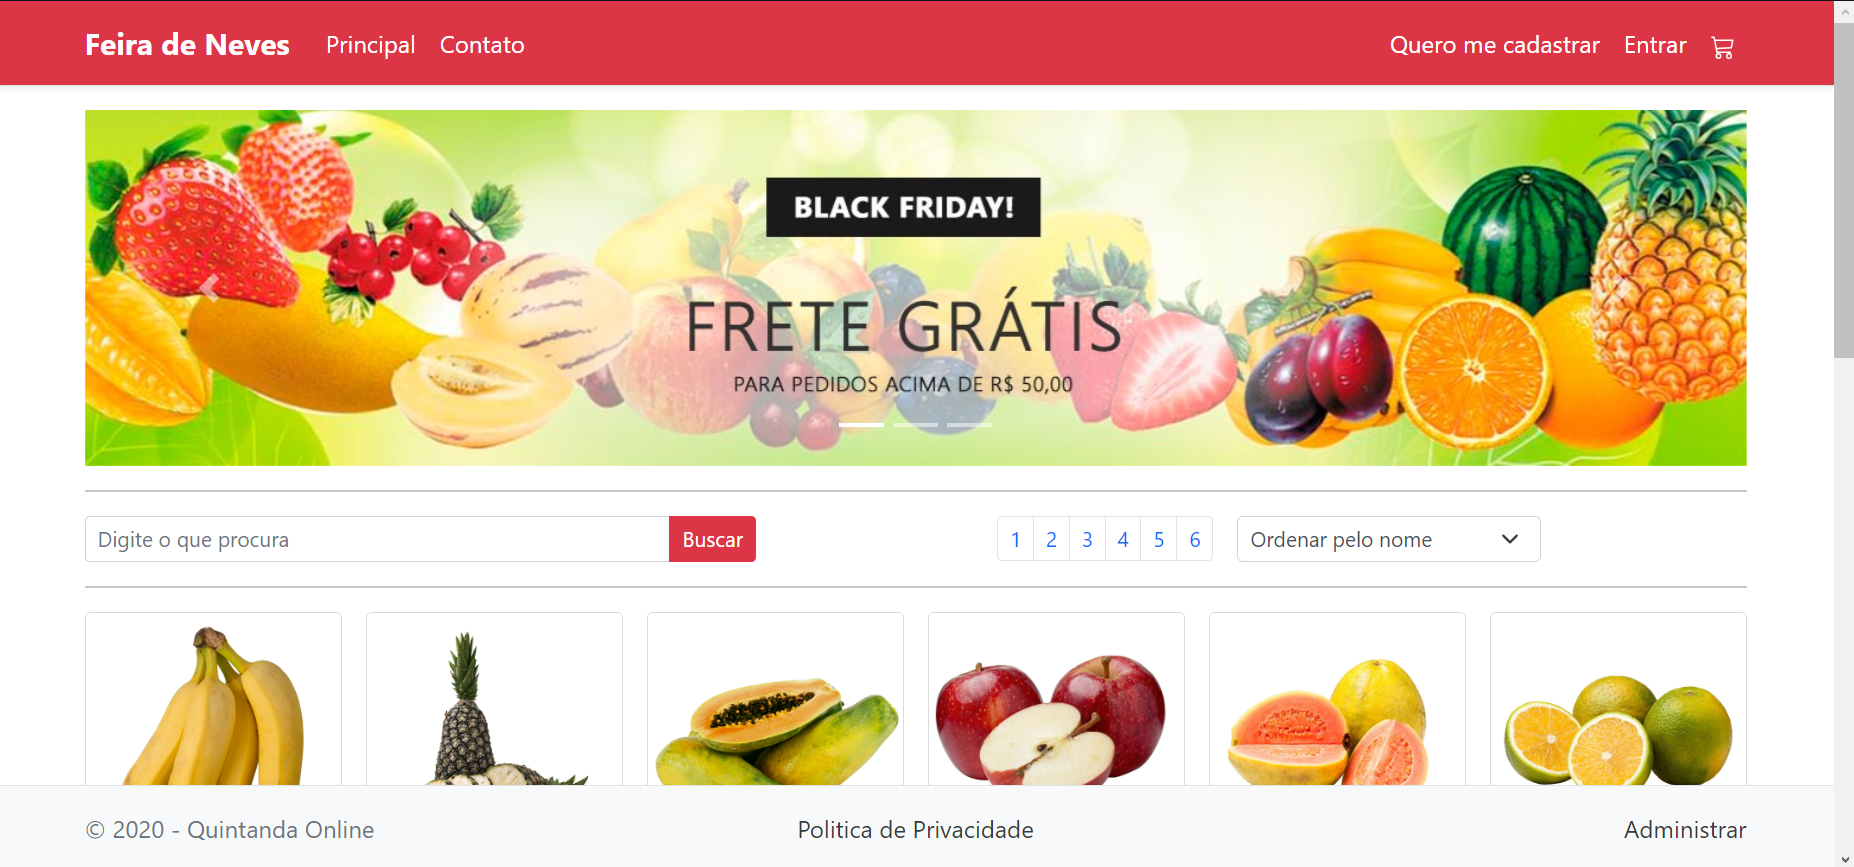 Feira de Neves Principal Contato Quero me cadastrar Entrar
BLACK FRIDAY!
FRETE GRÁTIS
PARA PEDIDOS ACIMA DE R$ 50,00
Digite o que procura Buscar 1 2 3 4 5 6 Ordenar pelo nome
© 2020 - Quintanda Online Politica de Privacidade Administrar